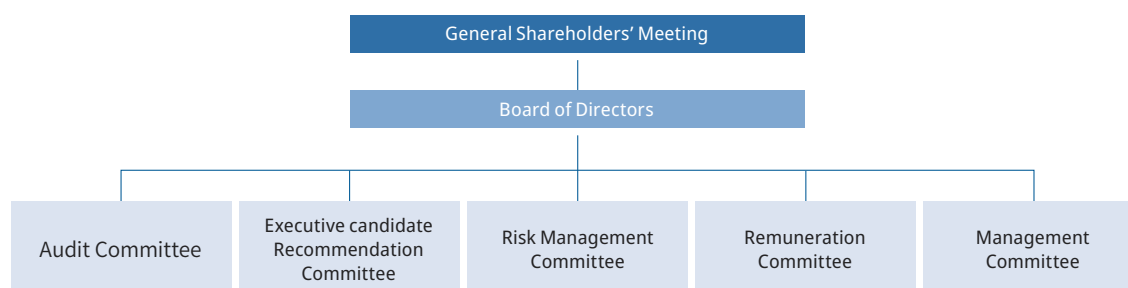 General Shareholders’ Meeting
Board of Directors
Audit Committee
Executive candidate
Recommendation
Committee
Risk Management
Committee
Remuneration
Committee
Management
Committee